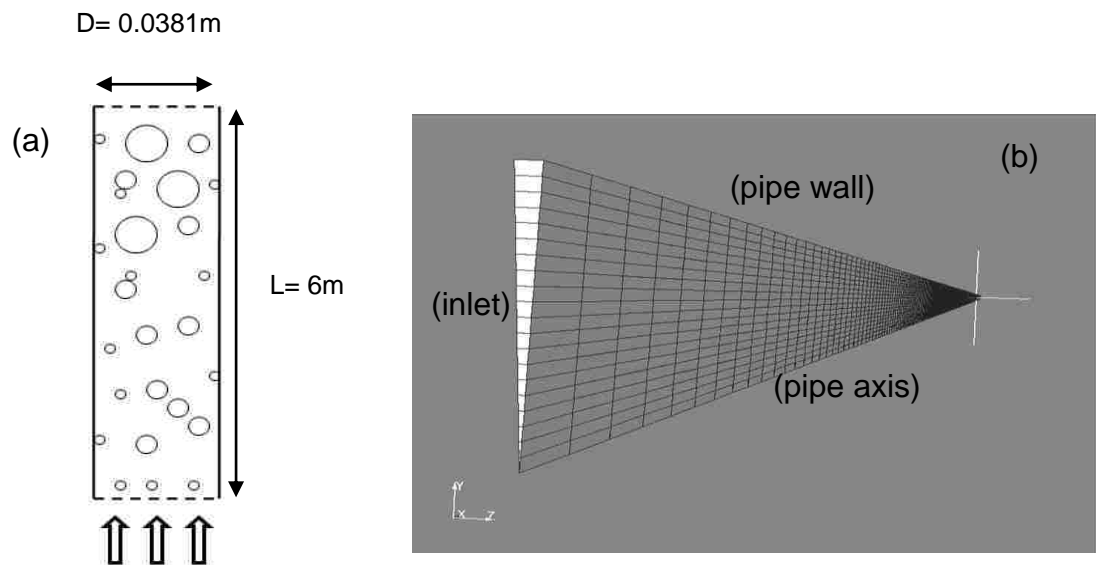 D= 0.0381m
(a)
L= 6m
(b)
(pipe wall)
(inlet)
(pipe axis)
Y
X Z